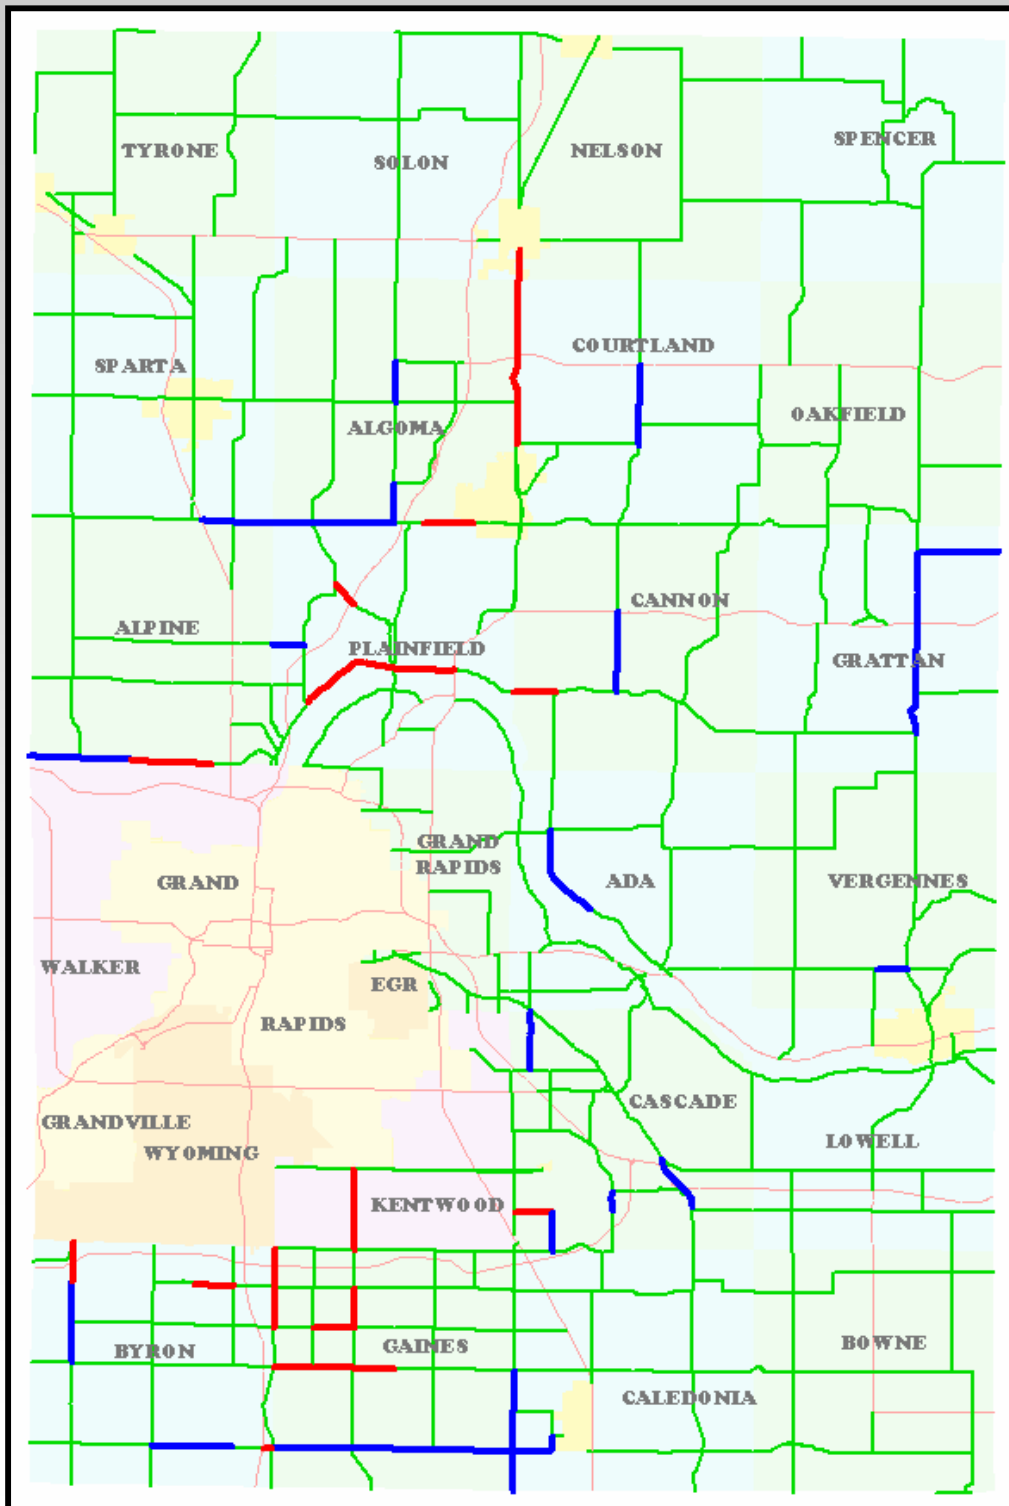 SPENCER
TYRONE
SOLON
NELSON
COURTLAND
SPARTA
OAKFIELD
ALGOMA
CANNON
ALPINE
PLAINFIELD
GRATTAN
GRAND
RAPIDS
GRAND
ADA
VERGENNES
WALKER
EGR
RAPIDS
CASCADE
GRANDVILLE
WYOMING
LOWELL
KENTWOOD
BYRON
GAINES
BOWNE
CALEDONIA